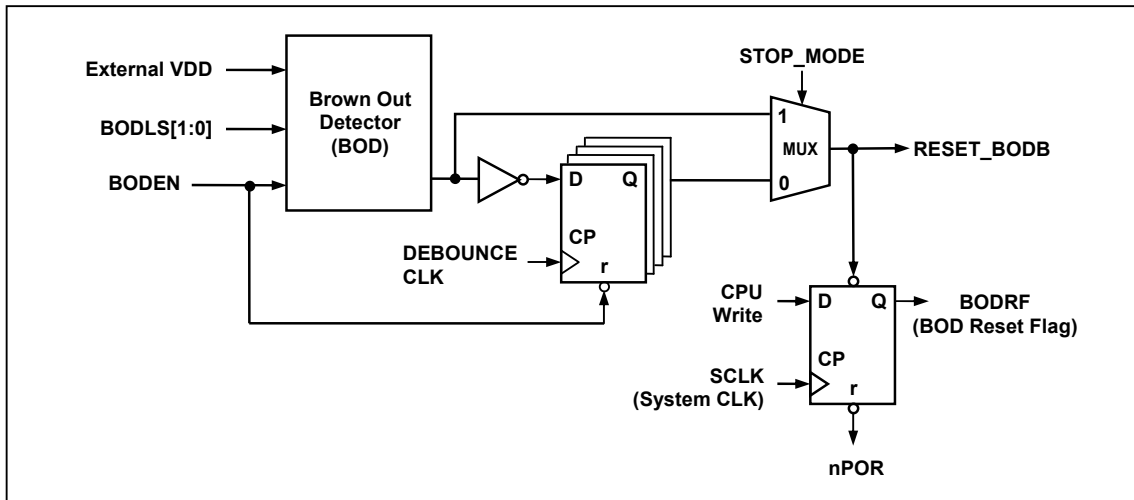 STOP_MODE
External VDD
Brown Out
Detector
(BOD)
BODLS[1:0]
1
MUX
0
RESET_BODB
BODEN
D
Q
CP
r
DEBOUNCE
CLK
CPU
Write
D
Q
BODRF
(BOD Reset Flag)
CP
SCLK
(System CLK)
r
nPOR